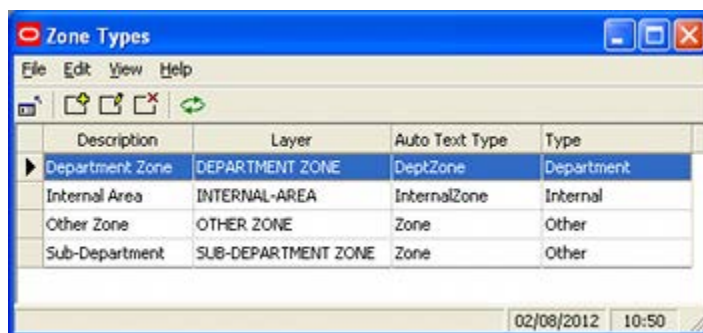 Zone Types
File Edit View Help
Description Layer Auto Text Type Type
Department Zone DEPARTMENT ZONE DeptZone Department
Internal Area INTERNAL-AREA InternalZone Internal
Other Zone OTHER ZONE Zone Other
Sub-Department SUB-DEPARTMENT ZONE Zone Other
02/08/2012 10:50